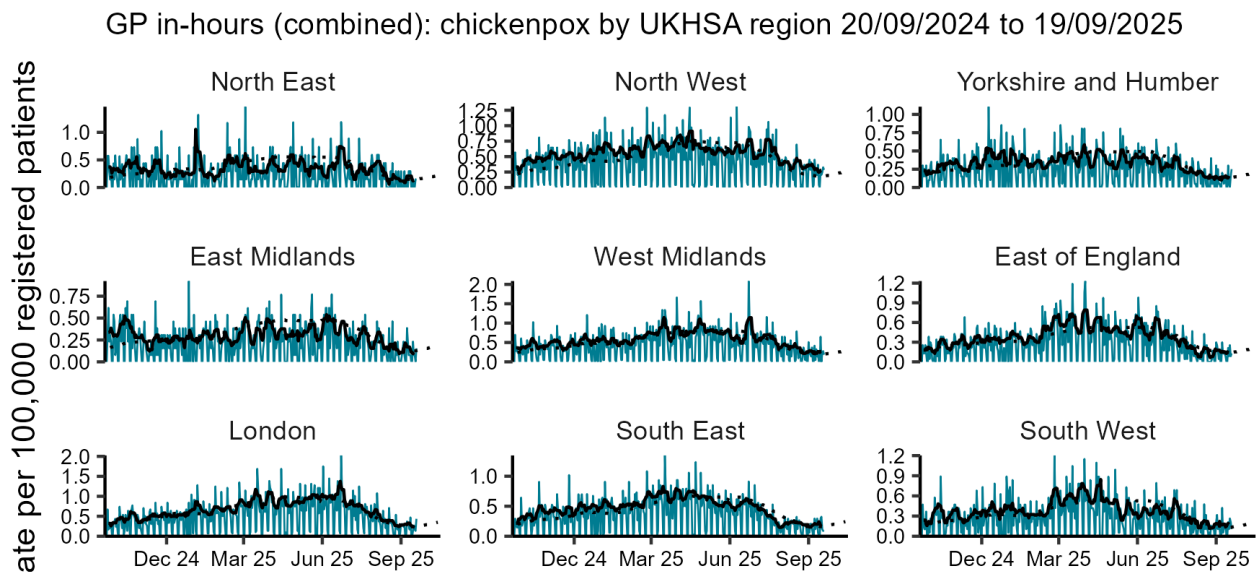 GP in-hours (combined): chickenpox by UKHSA region 20/09/2024 to 19/09/2025
ate per 100,000 registered patients
North East
1.0
0.5
0.0
North West
1.25
1.00
0.75
0.50
0.25
0.00
Yorkshire and Humber
1.00
0.75
0.50
0.25
0.00
East Midlands
0.75
0.50
0.25
0.00
West Midlands
2.0
1.5
1.0
0.5
0.0
East of England
1.2
0.9
0.6
0.3
0.0
London
2.0
1.5
1.0
0.5
0.0
Dec 24 Mar 25 Jun 25 Sep 25
South East
1.0
0.5
0.0
Dec 24 Mar 25 Jun 25 Sep 25
South West
1.2
0.9
0.6
0.3
0.0
Dec 24 Mar 25 Jun 25 Sep 25